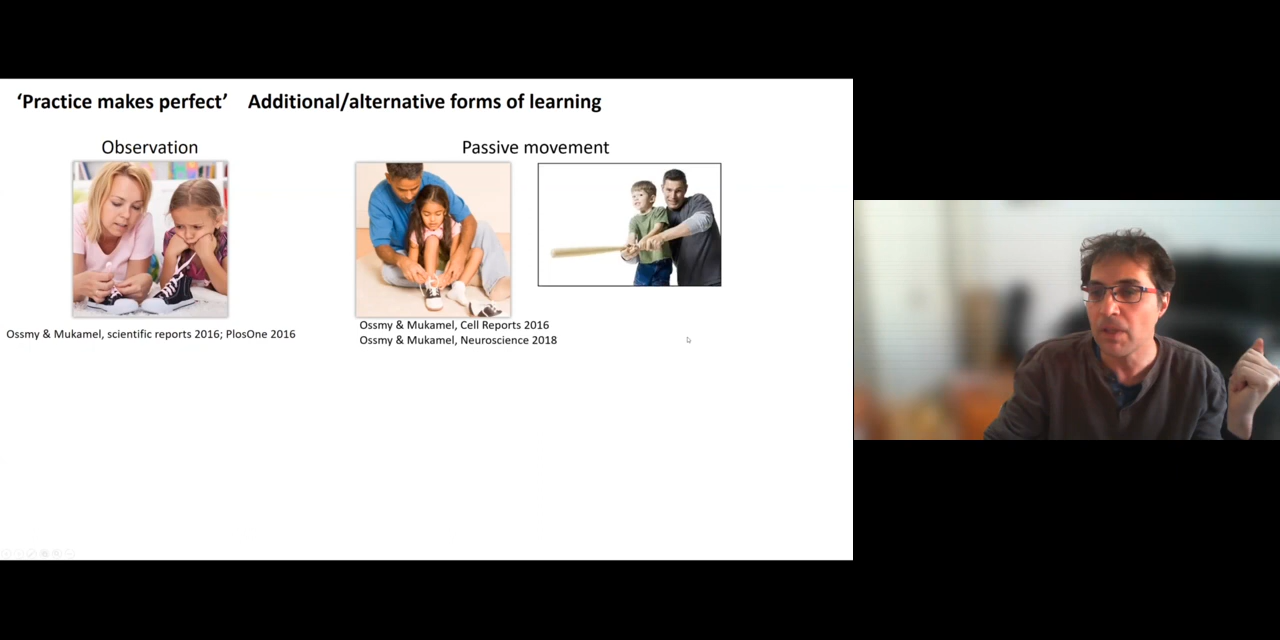 ‘Practice makes perfect’ Additional/alternative forms of learning
Observation
Passive movement
Ossmy & Mukamel, scientific reports 2016; PlosOne 2016
Ossmy & Mukamel, Cell Reports 2016
Ossmy & Mukamel, Neuroscience 2018